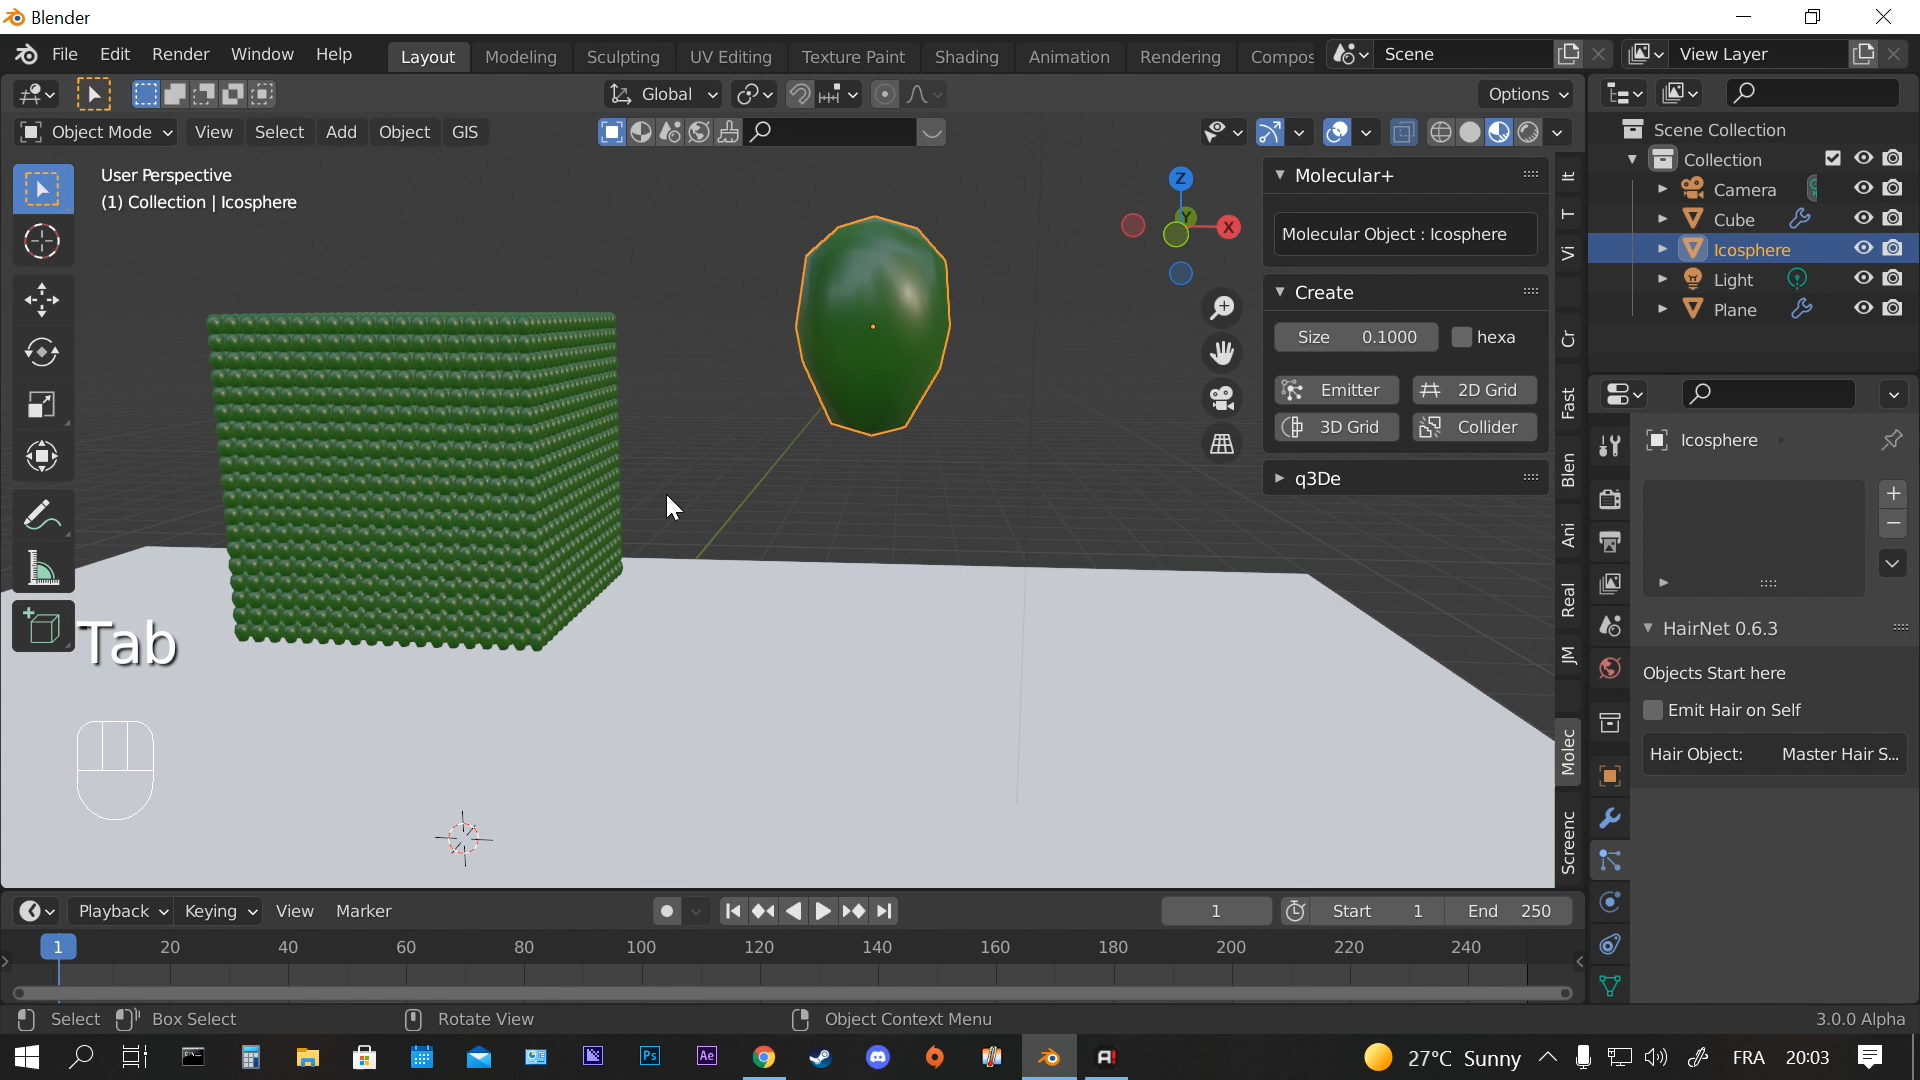 Blender
File Edit Render Window Help Layout Modeling Sculpting UV Editing Texture Paint Shading Animation Rendering Compos Scene View Layer
Global Options
Object Mode View Select Add Object GIS
User Perspective
(1) Collection | Icosphere
Z
Y
X
Molecular+
Molecular Object : Icosphere
Create
Size 0.1000 hexa
Emitter 2D Grid
3D Grid Collider
q3De
It
T
Vi
Cr
Fast
Blen
Ani
Real
JM
Molec
Screenc
Scene Collection
Collection
Camera
Cube
Icosphere
Light
Plane
Icosphere
HairNet 0.6.3
Objects Start here
Emit Hair on Self
Hair Object: Master Hair S...
Tab
Playback Keying View Marker 1 Start 1 End 250
1 20 40 60 80 100 120 140 160 180 200 220 240
Select Box Select Rotate View Object Context Menu 3.0.0 Alpha
Ps Ae A! 27°C Sunny FRA 20:03